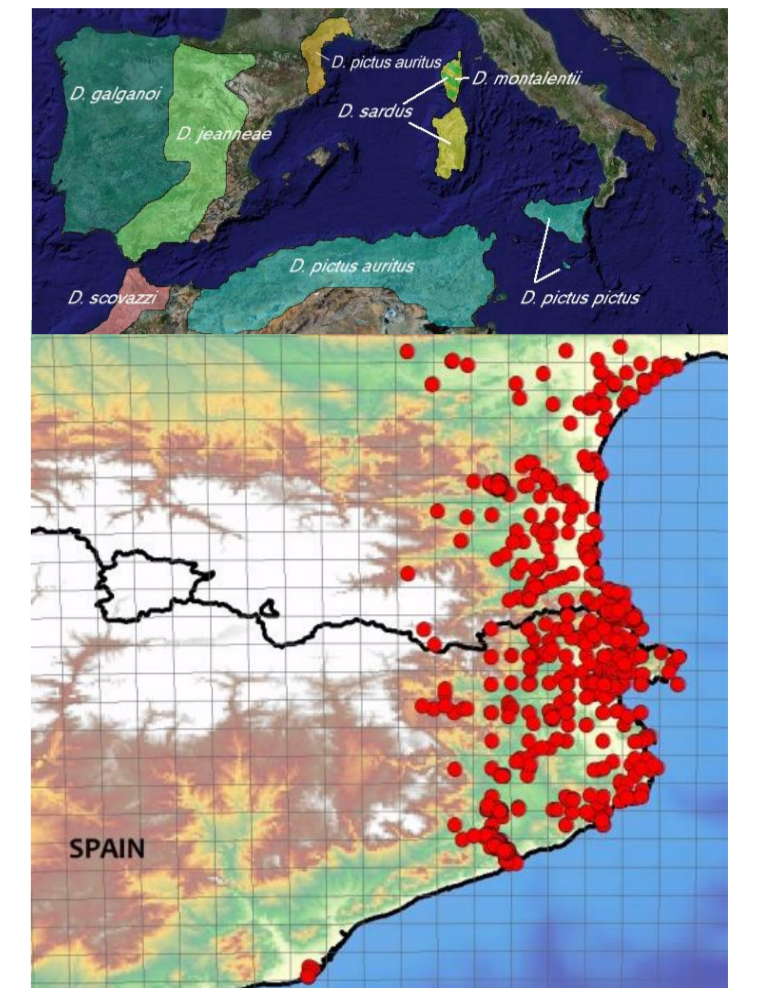 D. pictus auritus
D. galganoi
D. montalentii
D. sardus
D. jeanneae
D. pictus auritus
D. scovazzi
D. pictus pictus
SPAIN